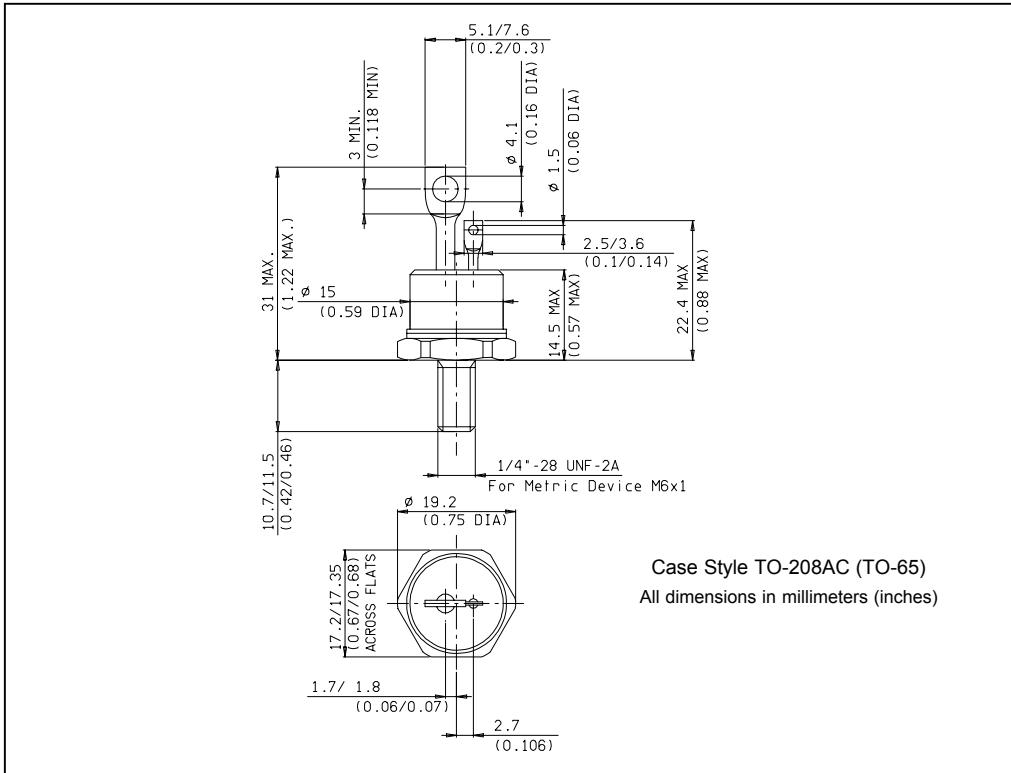 5.1/7.6
(0.2/0.3)
3 MIN.
(0.118 MIN)
ø 4.1
(0.16 DIA)
ø 1.5
(0.06 DIA)
31 MAX.
(1.22 MAX.)
2.5/3.6
(0.1/0.14)
ø 15
(0.59 DIA)
14.5 MAX
(0.57 MAX)
22.4 MAX
(0.88 MAX)
10.7/11.5
(0.42/0.46)
1/4"-28 UNF-2A
For Metric Device M6x1
ø 19.2
(0.75 DIA)
17.2/17.35
(0.67/0.68)
ACROSS FLATS
Case Style TO-208AC (TO-65)
All dimensions in millimeters (inches)
1.7/ 1.8
(0.06/0.07)
2.7
(0.106)